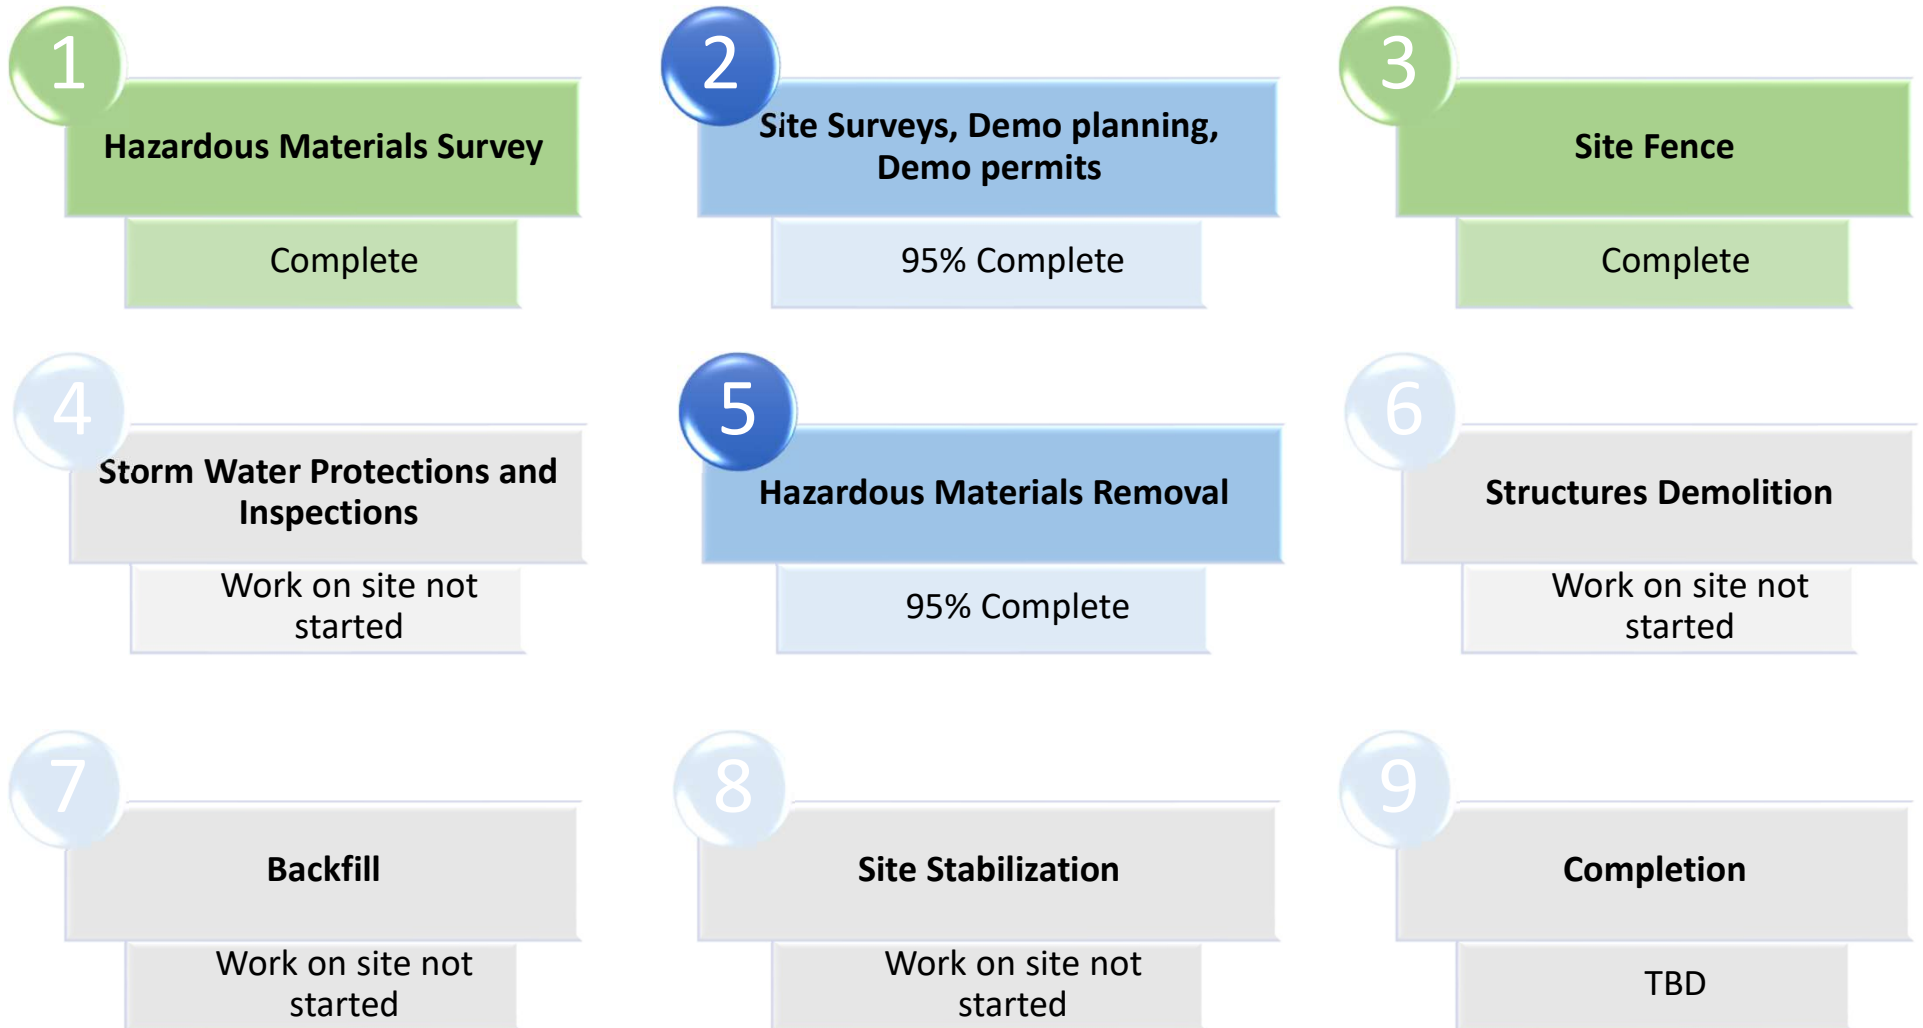 1
Hazardous Materials Survey
Complete
2
Site Surveys, Demo planning,
Demo permits
95% Complete
3
Site Fence
Complete
4
Storm Water Protections and
Inspections
Work on site not
started
5
Hazardous Materials Removal
95% Complete
6
Structures Demolition
Work on site not
started
7
Backfill
Work on site not
started
8
Site Stabilization
Work on site not
started
9
Completion
TBD